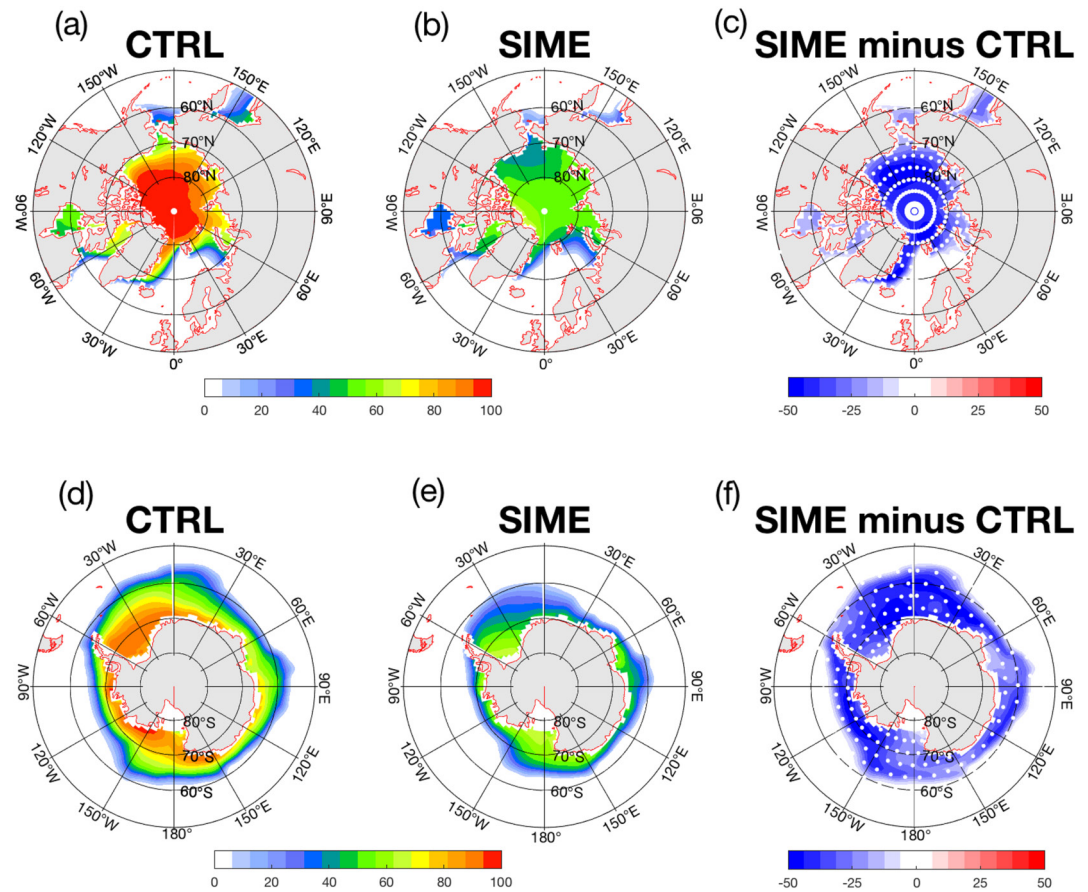 (a) CTRL
(b) SIME
(c) SIME minus CTRL
150°W 150°E
120°W 60°N 120°E
70°N
80°N
90°W 90°E
60°W 60°E
30°W 30°E
0°
150°W 150°E
120°W 60°N 120°E
70°N
80°N
90°W 90°E
60°W 60°E
30°W 30°E
0°
150°W 150°E
120°W 60°N 120°E
70°N
80°N
90°W 90°E
60°W 60°E
30°W 30°E
0°
0 20 40 60 80 100
-50 -25 0 25 50
(d) CTRL
(e) SIME
(f) SIME minus CTRL
30°W 30°E
60°W 60°E
90°W 90°E
80°S
120°W 70°S 120°E
60°S
150°W 150°E
180°
30°W 30°E
60°W 60°E
90°W 90°E
80°S
120°W 70°S 120°E
60°S
150°W 150°E
180°
30°W 30°E
60°W 60°E
90°W 90°E
80°S
120°W 70°S 120°E
60°S
150°W 150°E
180°
0 20 40 60 80 100
-50 -25 0 25 50